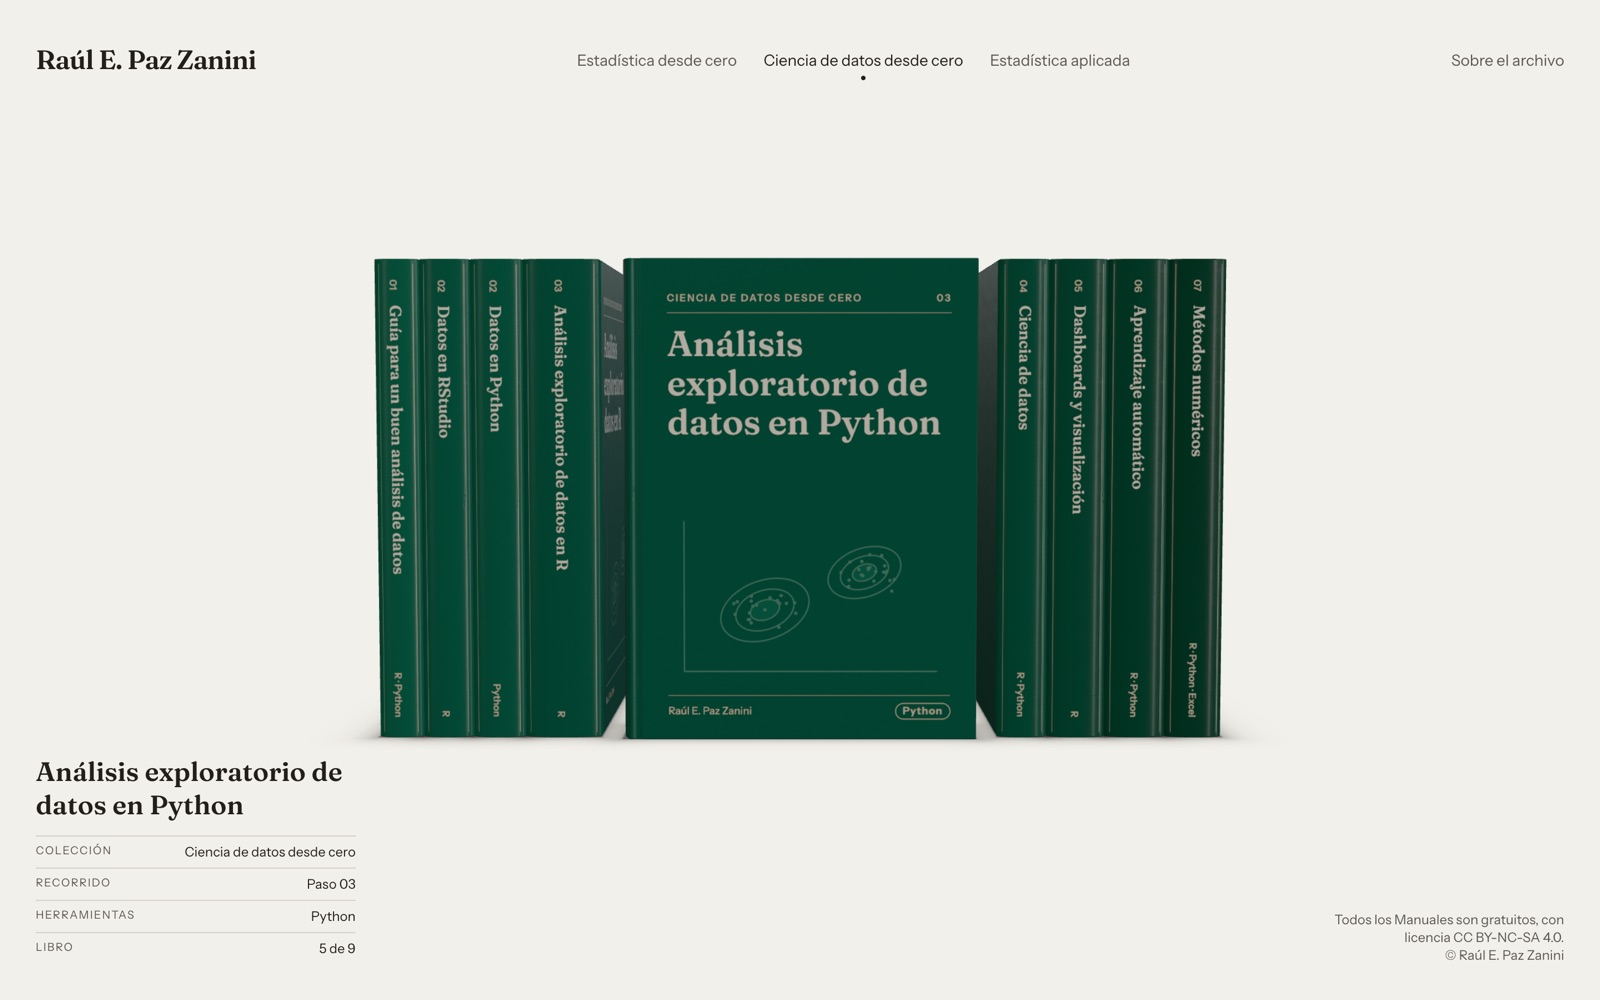 Raúl E. Paz Zanini
Estadística desde cero
Ciencia de datos desde cero
Estadística aplicada
Sobre el archivo
01 Guía para un buen análisis de datos R·Python
02 Datos en RStudio R
02 Datos en Python Python
03 Análisis exploratorio de datos en R R
CIENCIA DE DATOS DESDE CERO 03
Análisis
exploratorio de
datos en Python
Raúl E. Paz Zanini Python
04 Ciencia de datos R·Python
05 Dashboards y visualización R
06 Aprendizaje automático R·Python
07 Métodos numéricos R·Python·Excel
Análisis exploratorio de
datos en Python
COLECCIÓN Ciencia de datos desde cero
RECORRIDO Paso 03
HERRAMIENTAS Python
LIBRO 5 de 9
Todos los Manuales son gratuitos, con
licencia CC BY-NC-SA 4.0.
© Raúl E. Paz Zanini